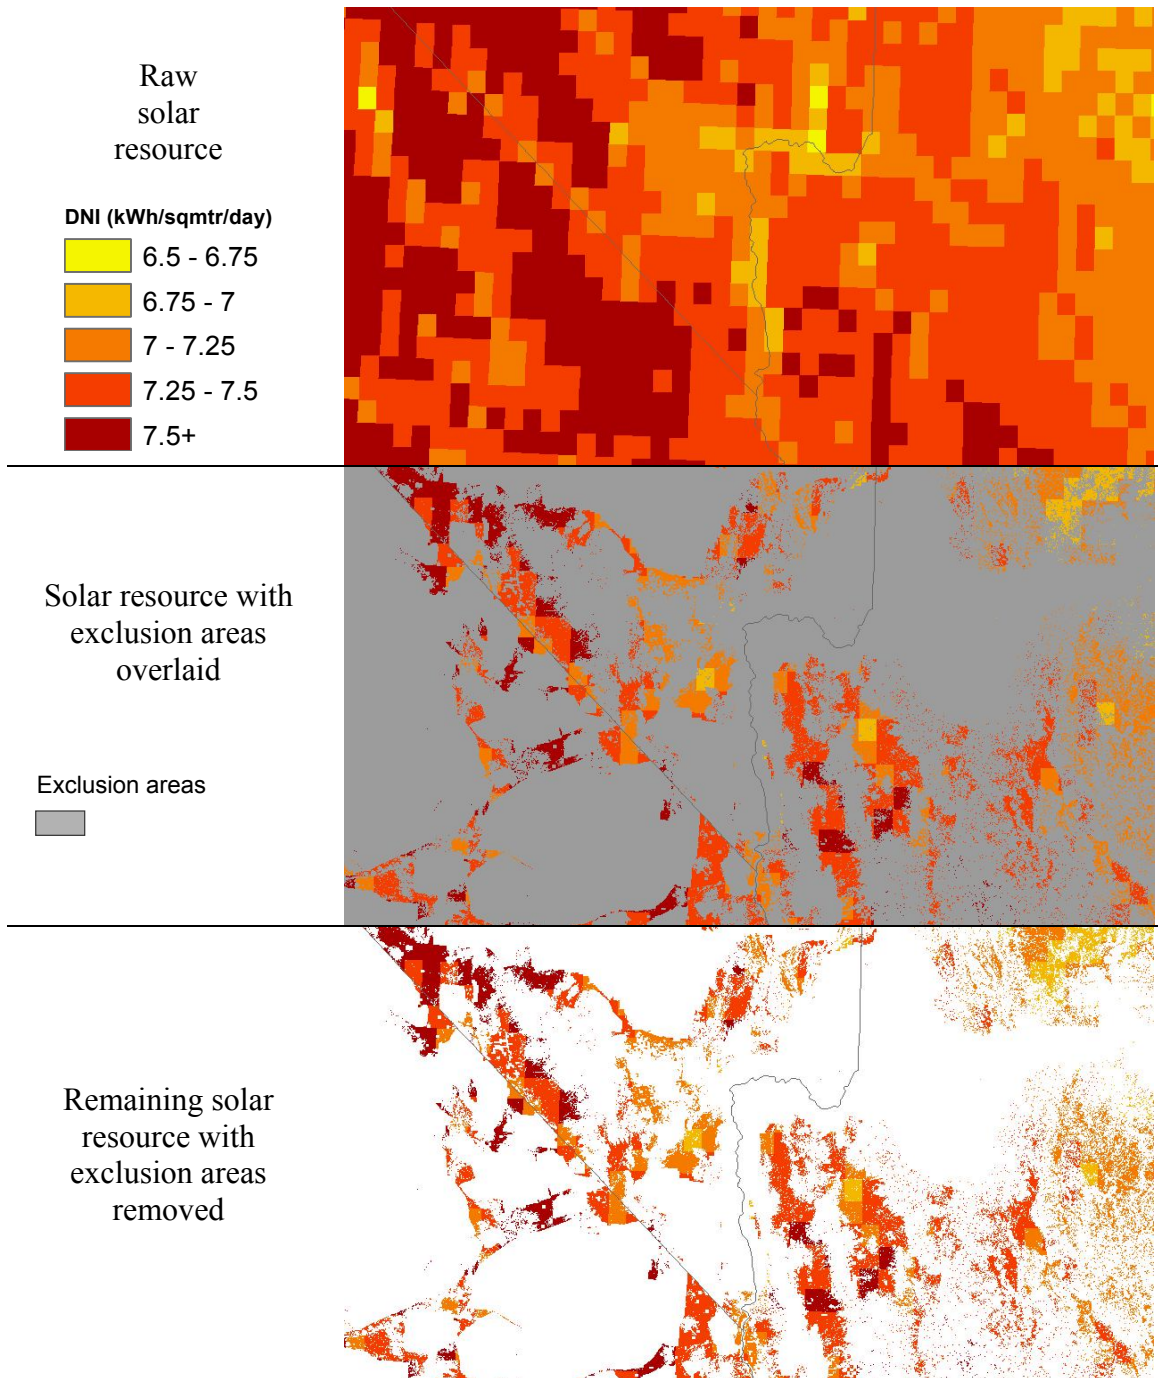 Raw
solar
resource
DNI (kWh/sqmtr/day)
6.5 - 6.75
6.75 - 7
7 - 7.25
7.25 - 7.5
7.5+
Solar resource with
exclusion areas
overlaid
Exclusion areas
Remaining solar
resource with
exclusion areas
removed